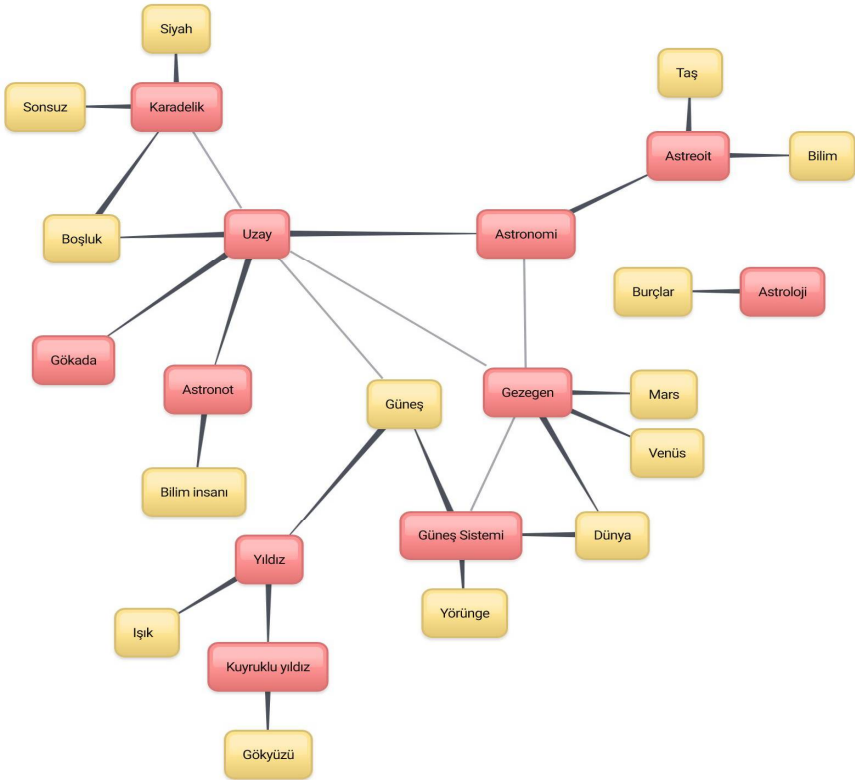 Siyah
Taş
Sonsuz
Karadelik
Astreoit
Bilim
Boşluk
Uzay
Astronomi
Burçlar
Astroloji
Gökada
Astronot
Güneş
Gezegen
Mars
Venüs
Bilim insanı
Güneş Sistemi
Dünya
Yıldız
Yörünge
Işık
Kuyruklu yıldız
Gökyüzü